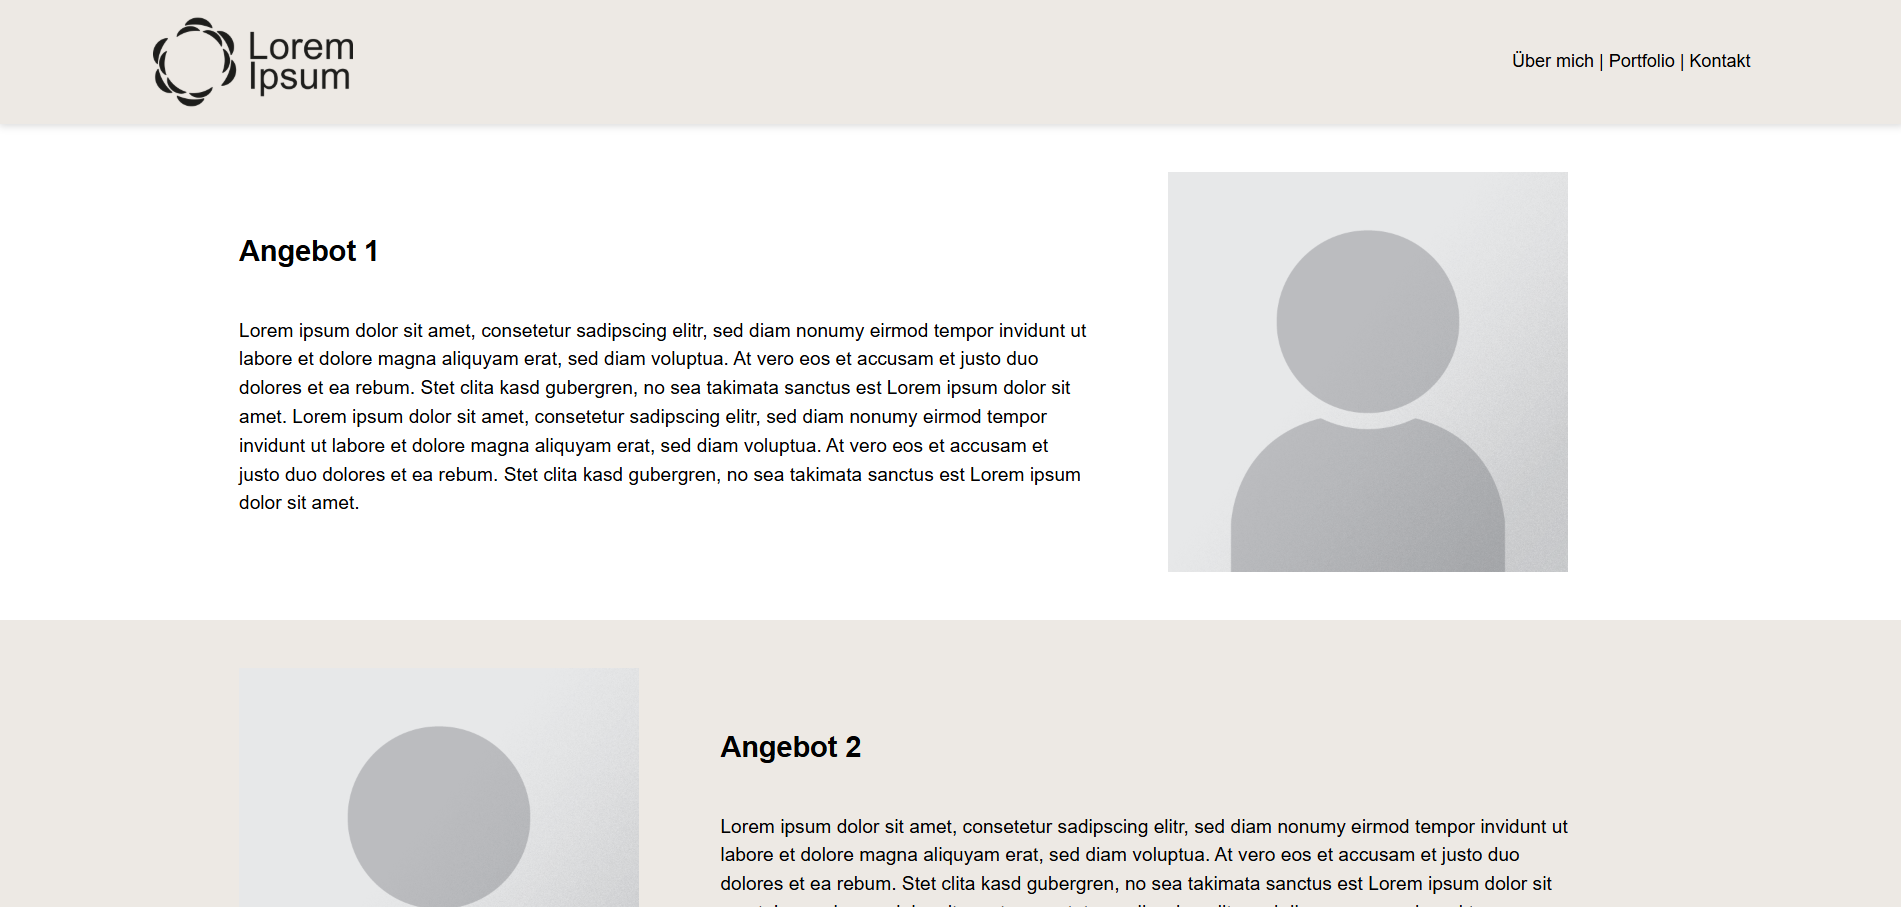 Lorem
Ipsum
Über mich | Portfolio | Kontakt
Angebot 1
Lorem ipsum dolor sit amet, consetetur sadipscing elitr, sed diam nonumy eirmod tempor invidunt ut
labore et dolore magna aliquyam erat, sed diam voluptua. At vero eos et accusam et justo duo
dolores et ea rebum. Stet clita kasd gubergren, no sea takimata sanctus est Lorem ipsum dolor sit
amet. Lorem ipsum dolor sit amet, consetetur sadipscing elitr, sed diam nonumy eirmod tempor
invidunt ut labore et dolore magna aliquyam erat, sed diam voluptua. At vero eos et accusam et
justo duo dolores et ea rebum. Stet clita kasd gubergren, no sea takimata sanctus est Lorem ipsum
dolor sit amet.
Angebot 2
Lorem ipsum dolor sit amet, consetetur sadipscing elitr, sed diam nonumy eirmod tempor invidunt ut
labore et dolore magna aliquyam erat, sed diam voluptua. At vero eos et accusam et justo duo
dolores et ea rebum. Stet clita kasd gubergren, no sea takimata sanctus est Lorem ipsum dolor sit